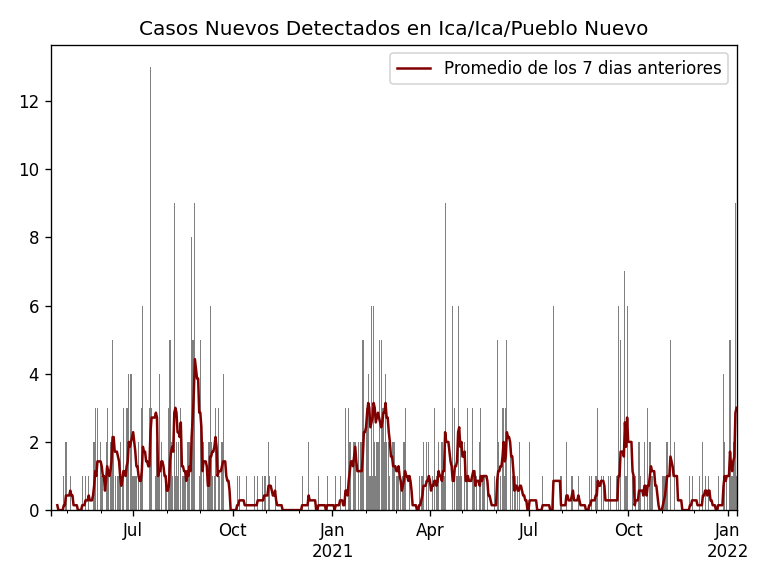 Casos Nuevos Detectados en Ica/Ica/Pueblo Nuevo
Promedio de los 7 dias anteriores
12
10
8
6
4
2
0
Jul
Oct
Jan
2021
Apr
Jul
Oct
Jan
2022